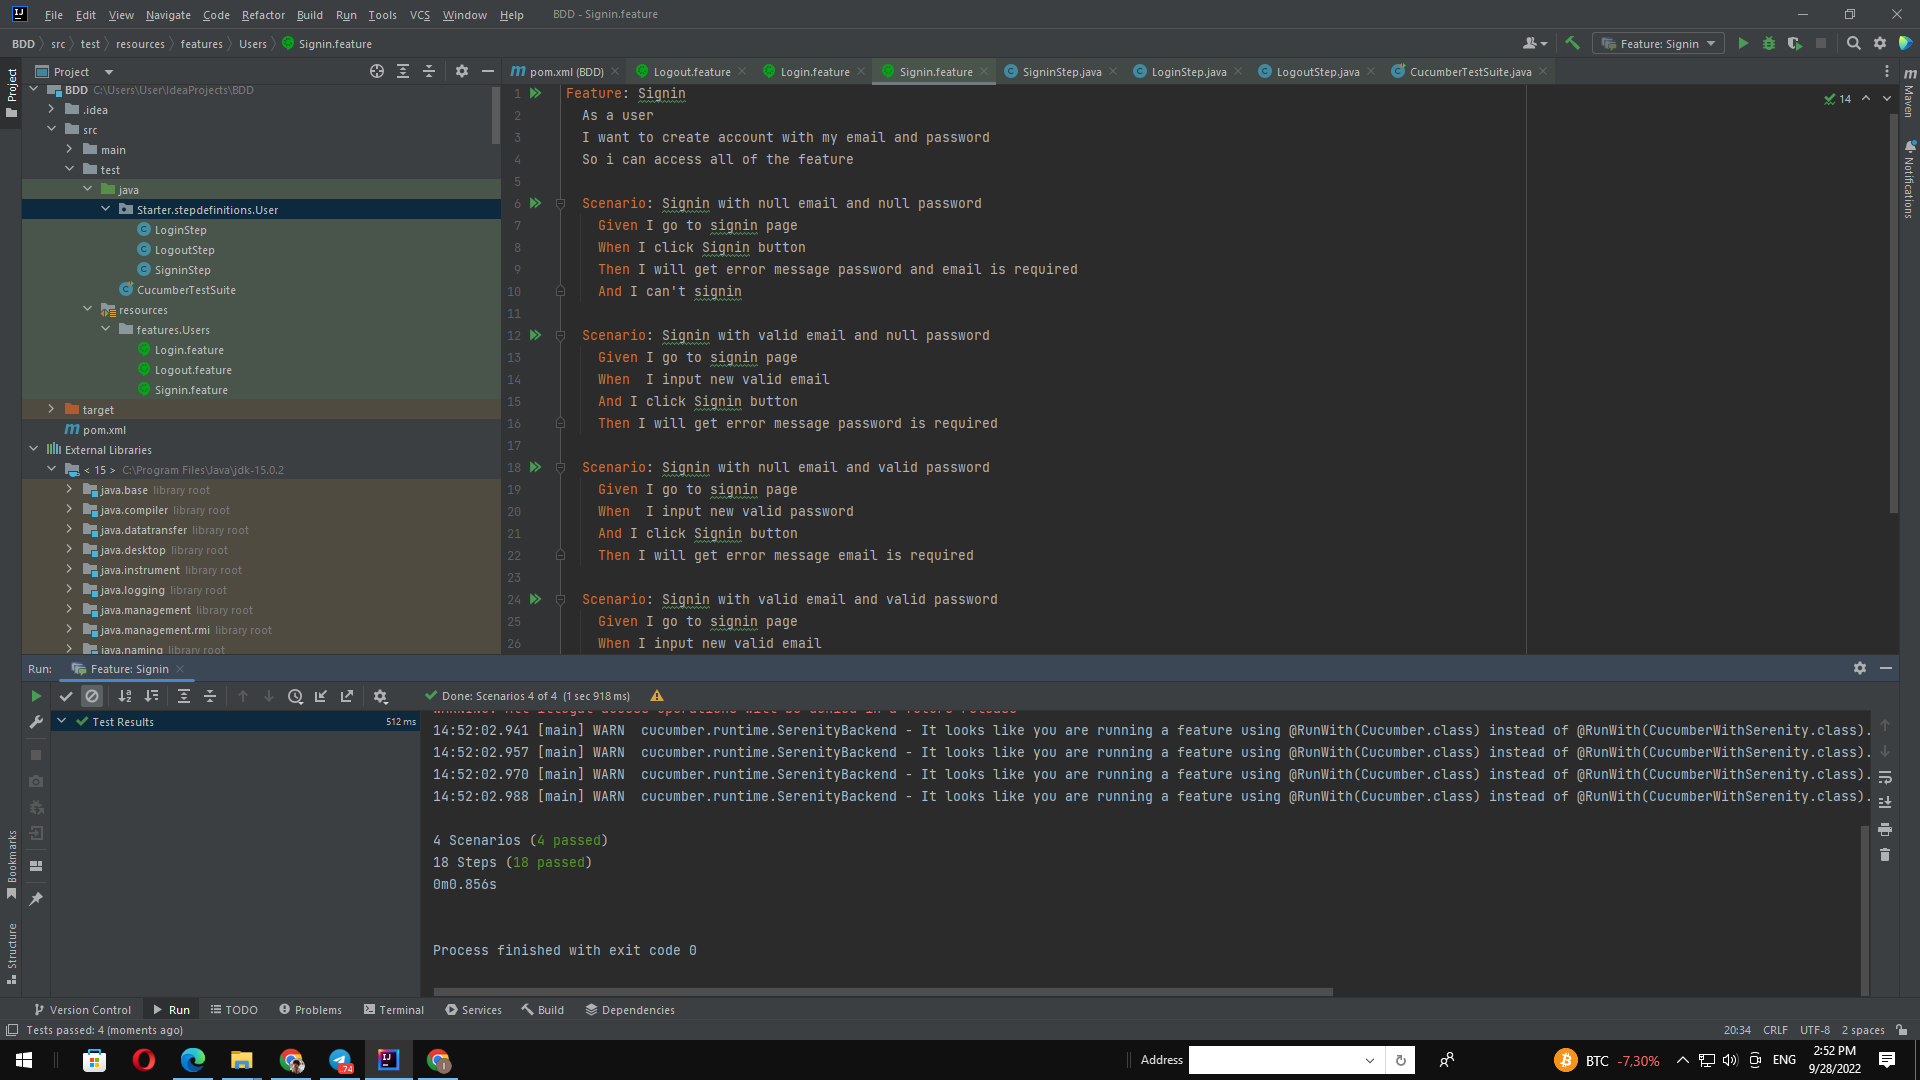 File Edit View Navigate Code Refactor Build Run Tools VCS Window Help BDD - Signin.feature
BDD src test resources features Users Signin.feature
Feature: Signin
Project
pom.xml (BDD) Logout.feature Login.feature Signin.feature SigninStep.java LoginStep.java LogoutStep.java CucumberTestSuite.java
Project
BDD C:\Users\User\IdeaProjects\BDD
.idea
src
main
test
java
Starter.stepdefinitions.User
LoginStep
LogoutStep
SigninStep
CucumberTestSuite
resources
features.Users
Login.feature
Logout.feature
Signin.feature
target
pom.xml
External Libraries
< 15 > C:\Program Files\Java\jdk-15.0.2
java.base library root
java.compiler library root
java.datatransfer library root
java.desktop library root
java.instrument library root
java.logging library root
java.management library root
java.management.rmi library root
java.naming library root
1 Feature: Signin
2 As a user
3 I want to create account with my email and password
4 So i can access all of the feature
5
6 Scenario: Signin with null email and null password
7 Given I go to signin page
8 When I click Signin button
9 Then I will get error message password and email is required
10 And I can't signin
11
12 Scenario: Signin with valid email and null password
13 Given I go to signin page
14 When  I input new valid email
15 And I click Signin button
16 Then I will get error message password is required
17
18 Scenario: Signin with null email and valid password
19 Given I go to signin page
20 When  I input new valid password
21 And I click Signin button
22 Then I will get error message email is required
23
24 Scenario: Signin with valid email and valid password
25 Given I go to signin page
26 When I input new valid email
14
Maven
Notifications
Run: Feature: Signin
Done: Scenarios 4 of 4 (1 sec 918 ms)
Test Results 512 ms
WARNING: All illegal access operations will be denied in a future release
14:52:02.941 [main] WARN  cucumber.runtime.SerenityBackend - It looks like you are running a feature using @RunWith(Cucumber.class) instead of @RunWith(CucumberWithSerenity.class).
14:52:02.957 [main] WARN  cucumber.runtime.SerenityBackend - It looks like you are running a feature using @RunWith(Cucumber.class) instead of @RunWith(CucumberWithSerenity.class).
14:52:02.970 [main] WARN  cucumber.runtime.SerenityBackend - It looks like you are running a feature using @RunWith(Cucumber.class) instead of @RunWith(CucumberWithSerenity.class).
14:52:02.988 [main] WARN  cucumber.runtime.SerenityBackend - It looks like you are running a feature using @RunWith(Cucumber.class) instead of @RunWith(CucumberWithSerenity.class).
4 Scenarios (4 passed)
18 Steps (18 passed)
0m0.856s
Process finished with exit code 0
Bookmarks
Structure
Version Control Run TODO Problems Terminal Services Build Dependencies
Tests passed: 4 (moments ago)
20:34 CRLF UTF-8 2 spaces
.74
Address
BTC -7,30%
ENG
2:52 PM
9/28/2022